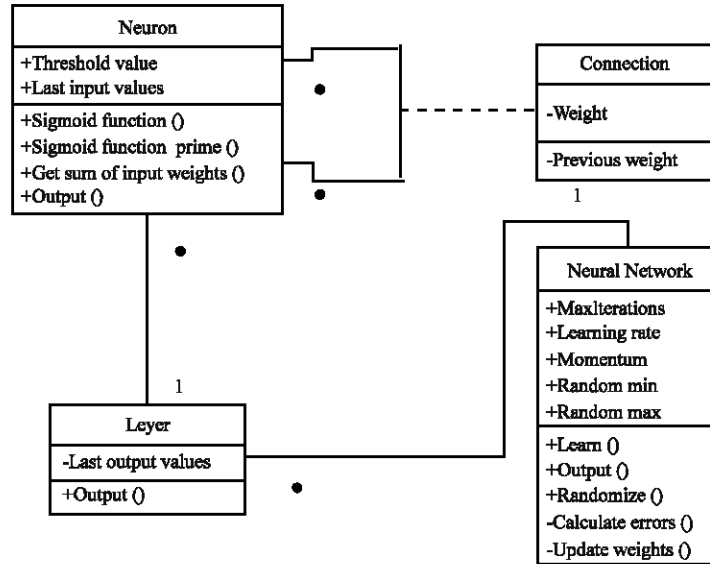 Neuron
+Threshold value
+Last input values
+Sigmoid function ()
+Sigmoid function prime ()
+Get sum of input weights ()
+Output ()
Connection
-Weight
-Previous weight
1
Neural Network
+MaxIterations
+Learning rate
+Momentum
+Random min
+Random max
+Learn ()
+Output ()
+Randomize ()
-Calculate errors ()
-Update weights ()
1
Leyer
-Last output values
+Output ()